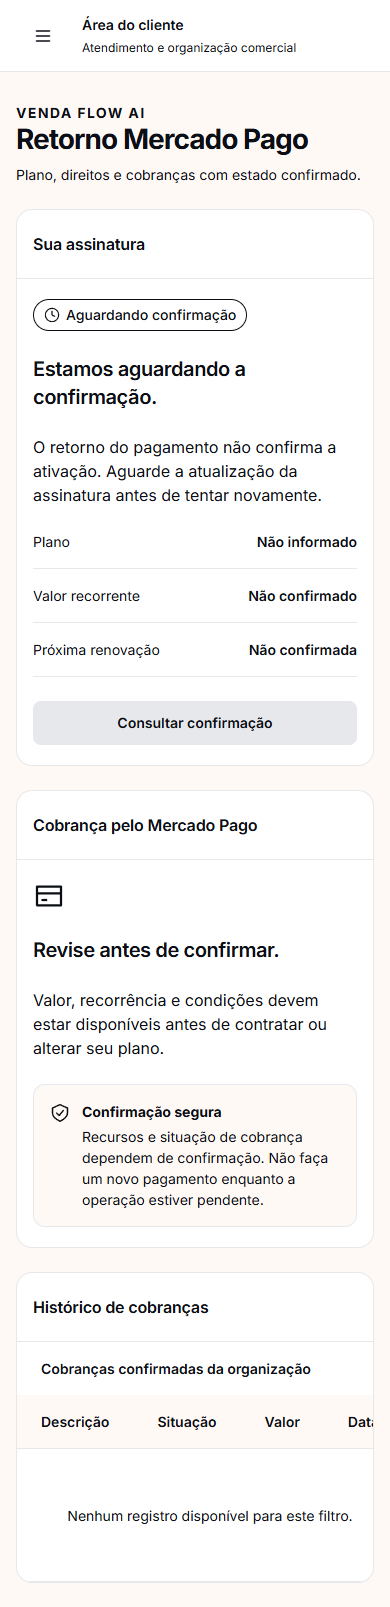 Área do cliente
Atendimento e organização comercial
VENDA FLOW AI
Retorno Mercado Pago
Plano, direitos e cobranças com estado confirmado.
Sua assinatura
Aguardando confirmação
Estamos aguardando a
confirmação.
O retorno do pagamento não confirma a
ativação. Aguarde a atualização da
assinatura antes de tentar novamente.
Plano Não informado
Valor recorrente Não confirmado
Próxima renovação Não confirmada
Consultar confirmação
Cobrança pelo Mercado Pago
Revise antes de confirmar.
Valor, recorrência e condições devem
estar disponíveis antes de contratar ou
alterar seu plano.
Confirmação segura
Recursos e situação de cobrança
dependem de confirmação. Não faça
um novo pagamento enquanto a
operação estiver pendente.
Histórico de cobranças
Cobranças confirmadas da organização
Descrição Situação Valor Data
Nenhum registro disponível para este filtro.